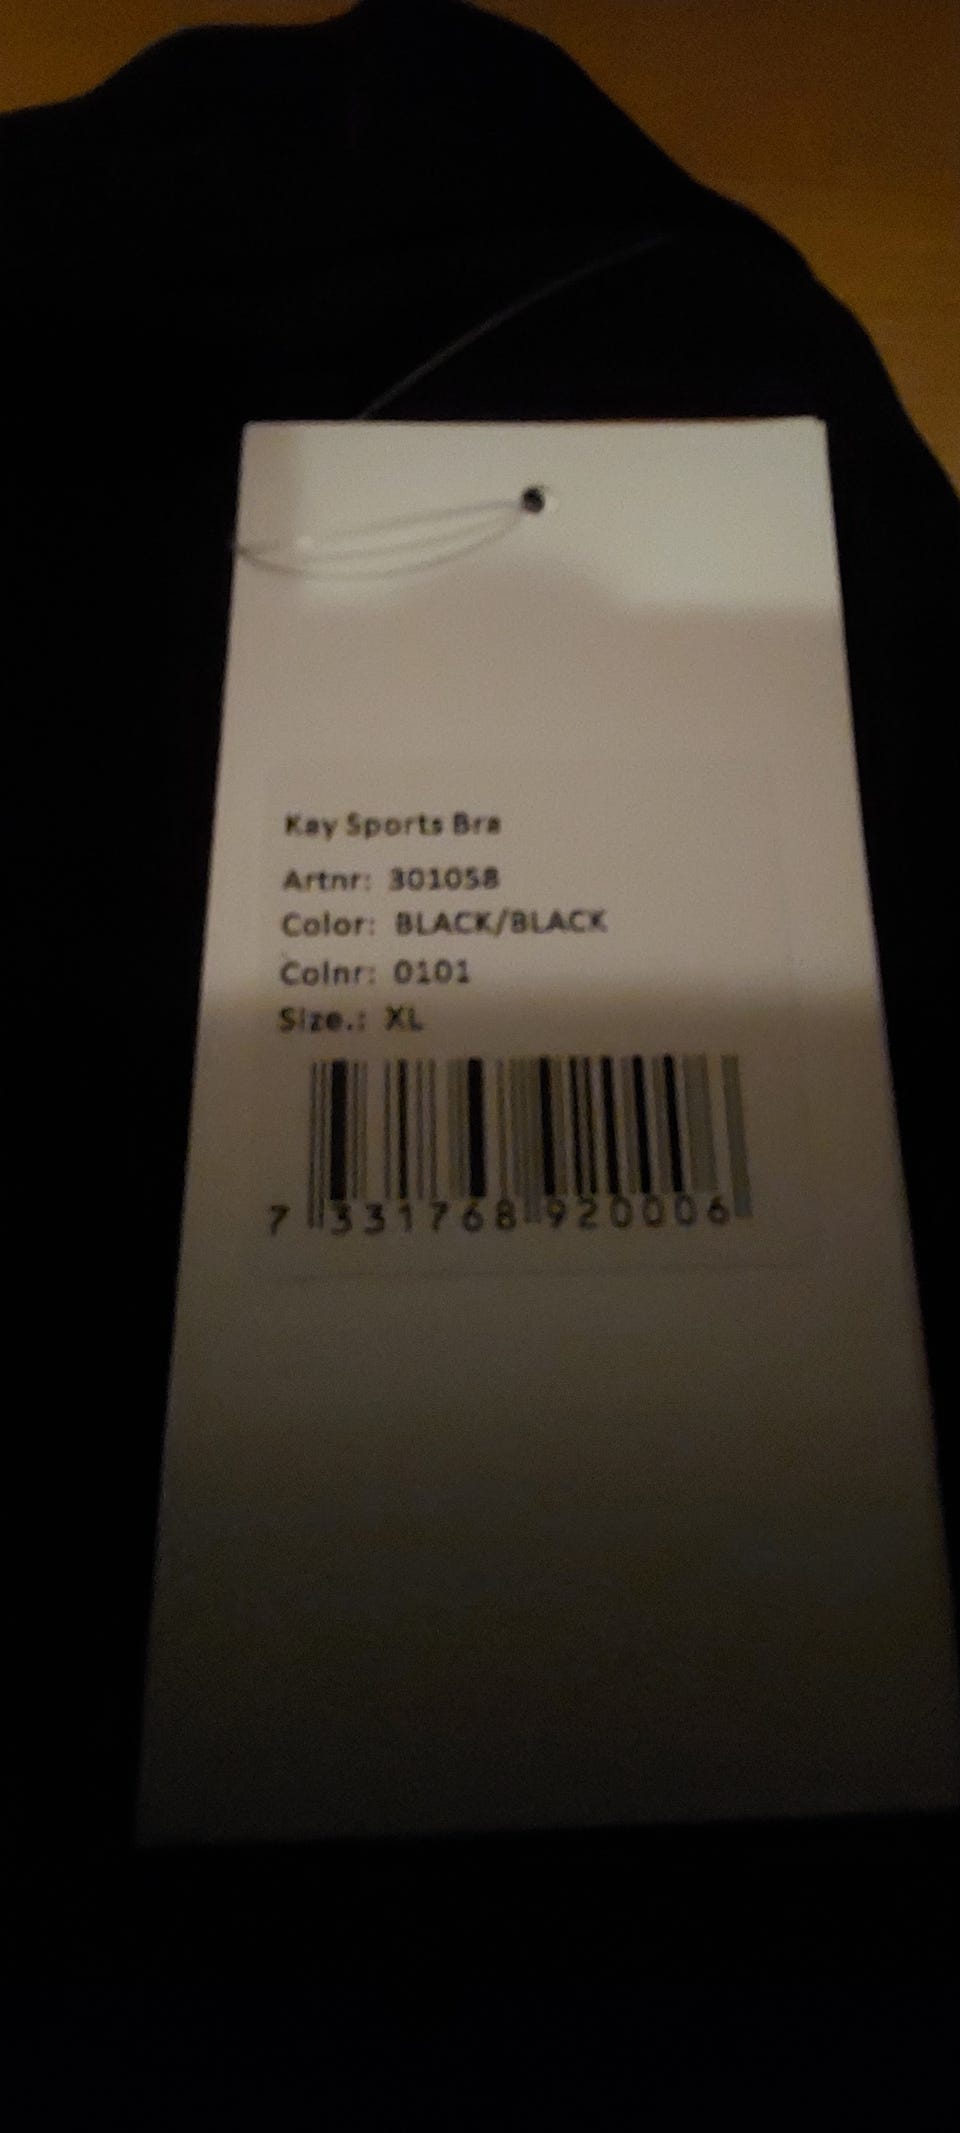 Kay Sports Bra
Artnr: 301058
Color: BLACK/BLACK
Colnr: 0101
Size.: XL
7 331768 920006